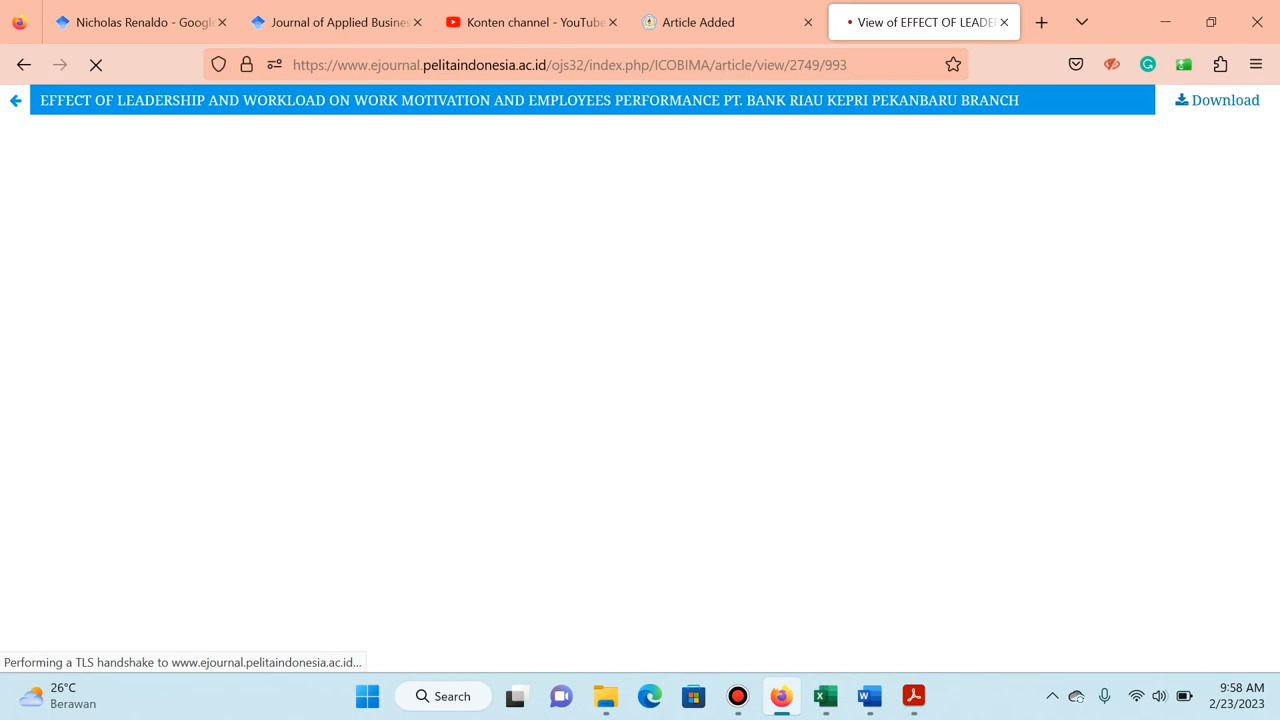 Nicholas Renaldo - Googl
Journal of Applied Busines
Konten channel - YouTube
Article Added
View of EFFECT OF LEADE
https://www.ejournal.pelitaindonesia.ac.id/ojs32/index.php/ICOBIMA/article/view/2749/993
EFFECT OF LEADERSHIP AND WORKLOAD ON WORK MOTIVATION AND EMPLOYEES PERFORMANCE PT. BANK RIAU KEPRI PEKANBARU BRANCH
Download
Performing a TLS handshake to www.ejournal.pelitaindonesia.ac.id...
26°C
Berawan
Search
9:58 AM
2/23/2023